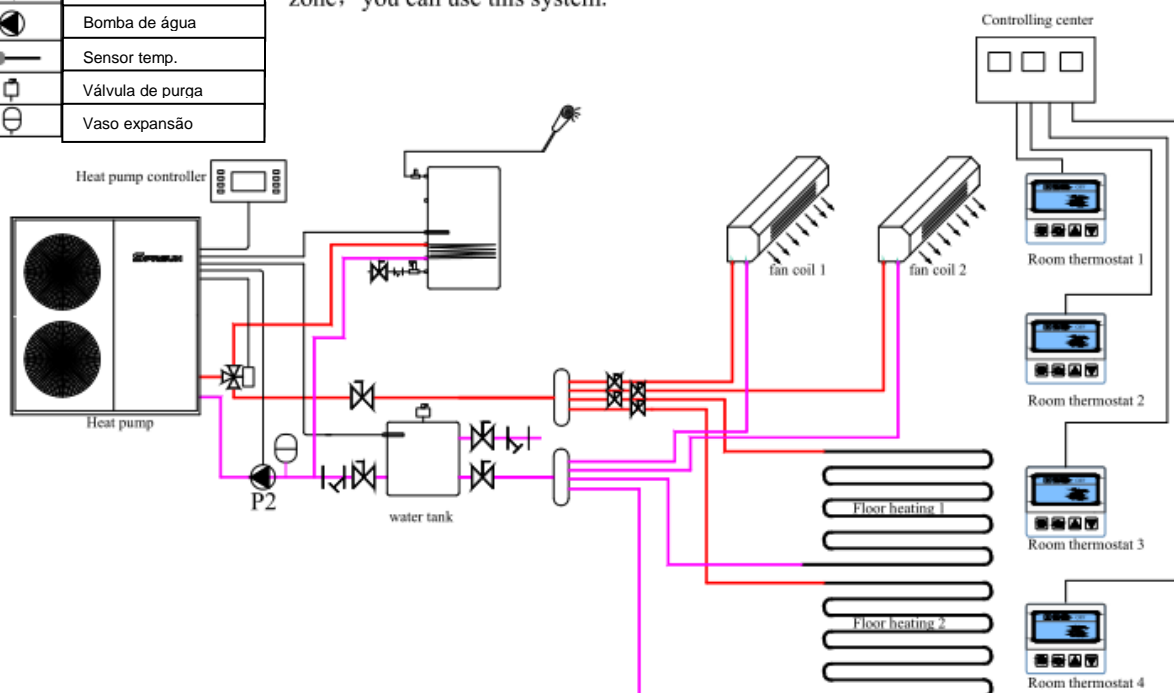 zone, you can use this system.
Bomba de água
Sensor temp.
Válvula de purga
Vaso expansão
Controlling center
Heat pump controller
Room thermostat 1
fan coil 1
fan coil 2
Room thermostat 2
Heat pump
P2
water tank
Floor heating 1
Room thermostat 3
Floor heating 2
Room thermostat 4